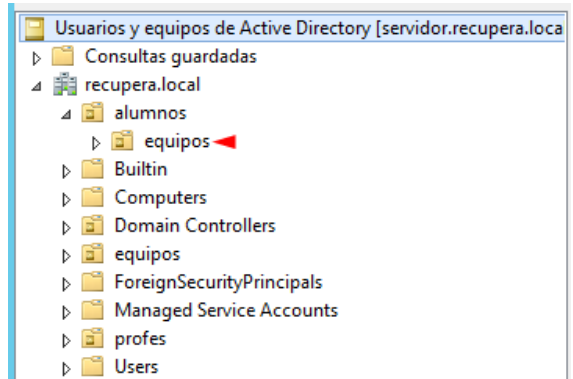 Usuarios y equipos de Active Directory [servidor.recupera.loca
Consultas guardadas
recupera.local
alumnos
equipos
Builtin
Computers
Domain Controllers
equipos
ForeignSecurityPrincipals
Managed Service Accounts
profes
Users